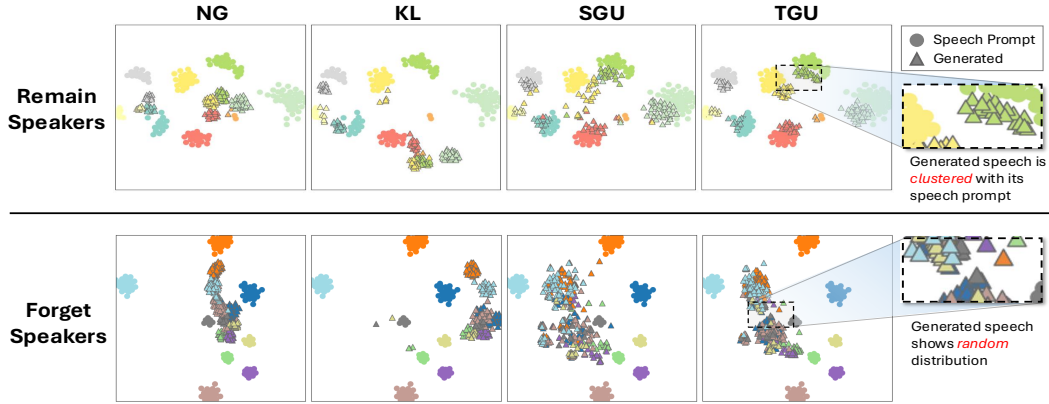 NG KL SGU TGU
Speech Prompt
Generated
Remain
Speakers
Generated speech is
clustered with its
speech prompt
Forget
Speakers
Generated speech
shows random
distribution